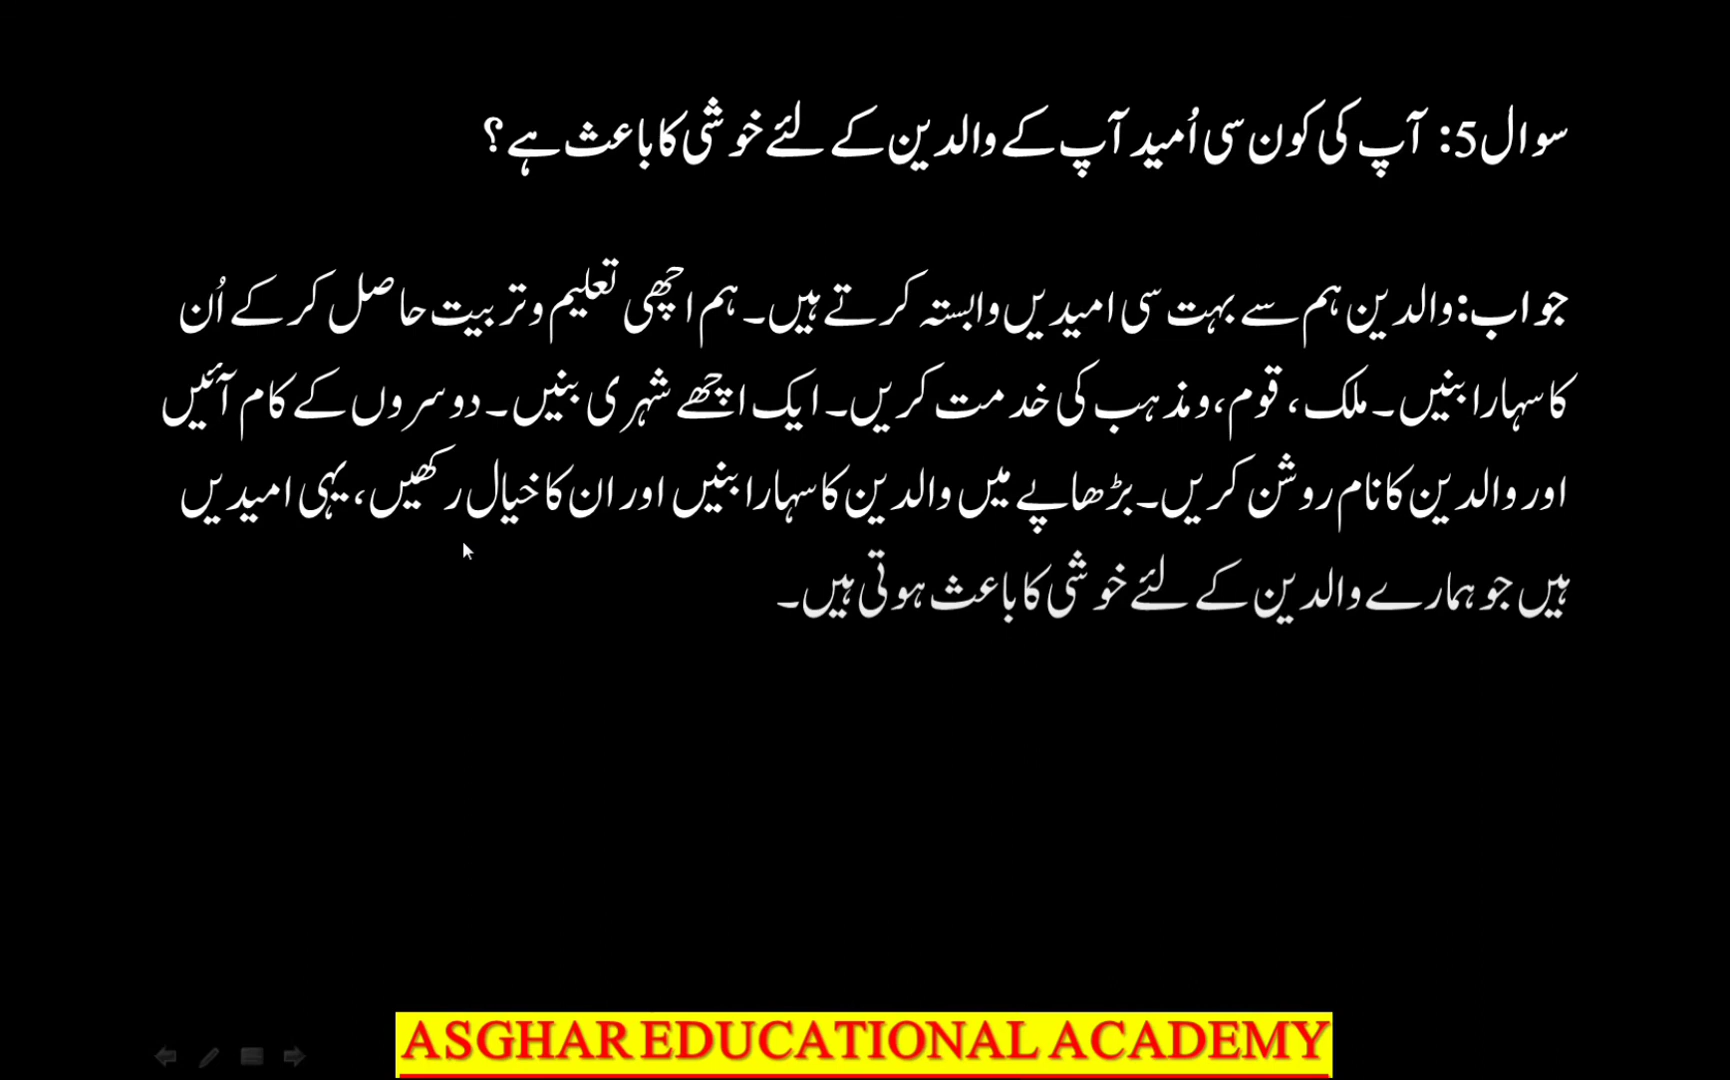 سوال5: آپ کی کون سی اُمید آپ کے والدین کے لئے خوشی کا باعث ہے؟
جواب: والدین ہم سے بہت سی امیدیں وابستہ کرتے ہیں۔ ہم اچھی تعلیم و تربیت حاصل کر کے اُن
کا سہارا بنیں۔ ملک، قوم، و مذہب کی خدمت کریں۔ ایک اچھے شہری بنیں۔ دوسروں کے کام آئیں
اور والدین کا نام روشن کریں۔ بڑھاپے میں والدین کا سہارا بنیں اور ان کا خیال رکھیں، یہی امیدیں
ہیں جو ہمارے والدین کے لئے خوشی کا باعث ہوتی ہیں۔
ASGHAR EDUCATIONAL ACADEMY